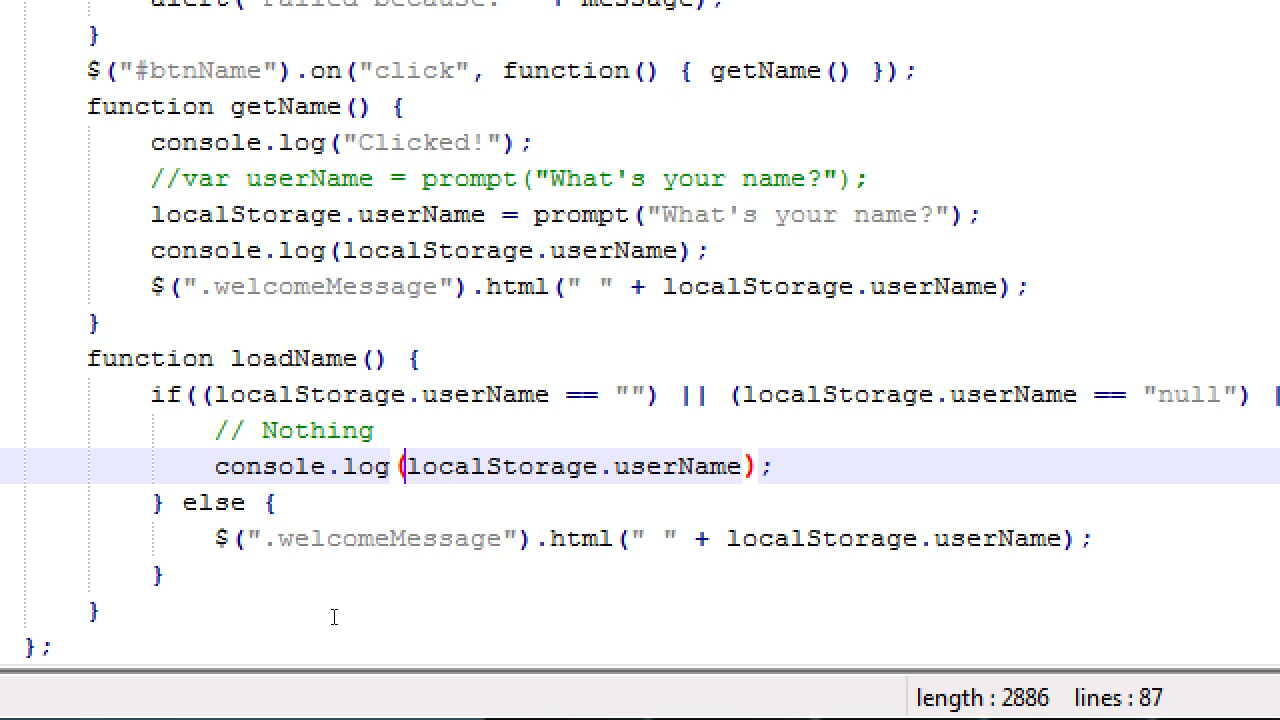 }
$("#btnName").on("click", function() { getName() });
function getName() {
console.log("Clicked!");
//var userName = prompt("What's your name?");
localStorage.userName = prompt("What's your name?");
console.log(localStorage.userName);
$(".welcomeMessage").html(" " + localStorage.userName);
}
function loadName() {
if((localStorage.userName == "") || (localStorage.userName == "null") |
// Nothing
console.log(localStorage.userName);
} else {
$(".welcomeMessage").html(" " + localStorage.userName);
}
}
};
length : 2886 lines : 87